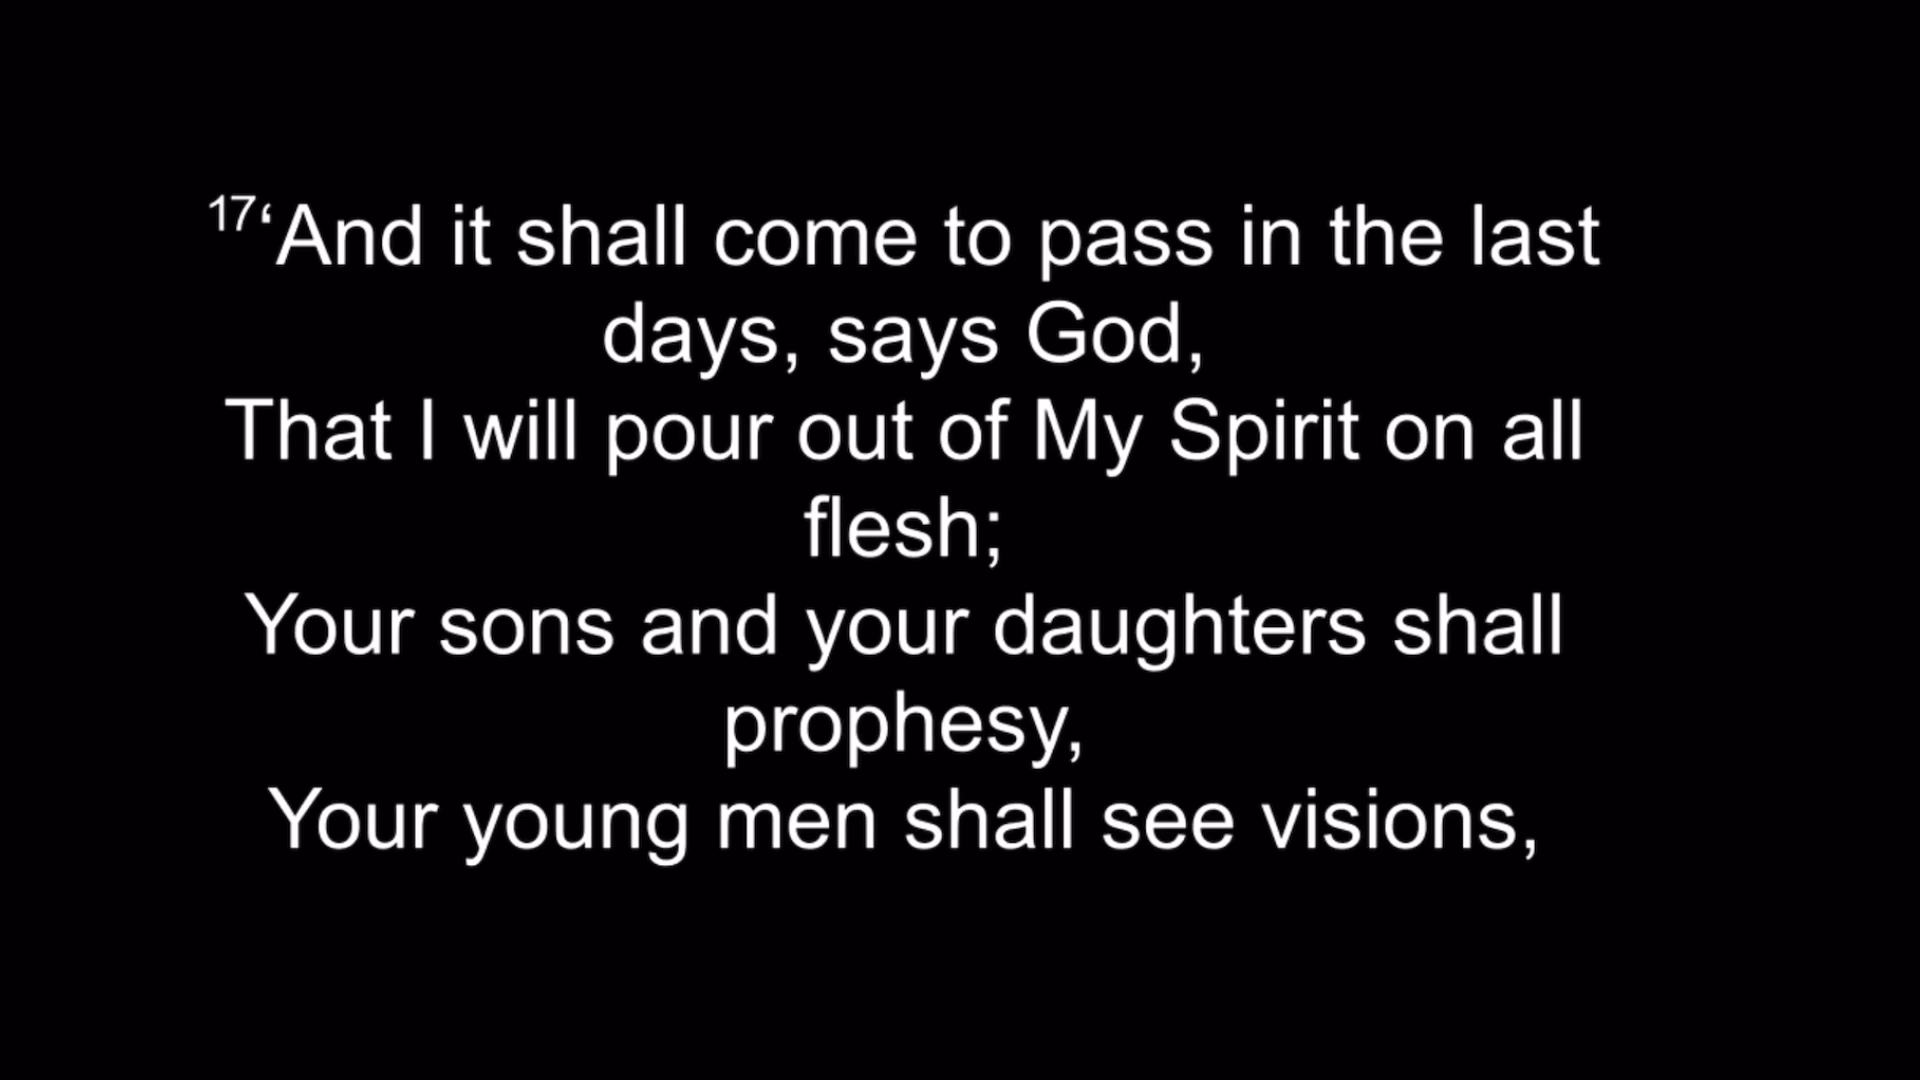 17‘And it shall come to pass in the last
days, says God,
That I will pour out of My Spirit on all
flesh;
Your sons and your daughters shall
prophesy,
Your young men shall see visions,